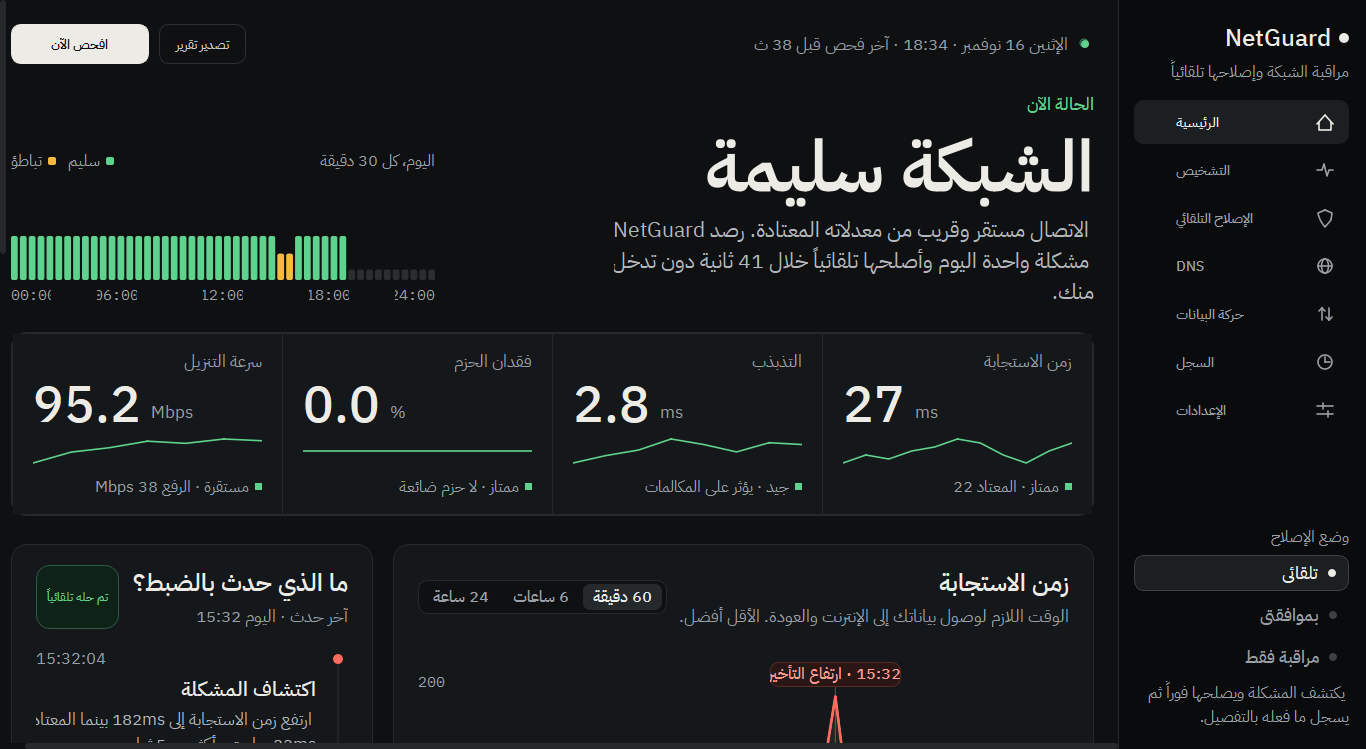 NetGuard
مراقبة الشبكة وإصلاحها تلقائياً
الرئيسية
التشخيص
الإصلاح التلقائي
DNS
حركة البيانات
السجل
الإعدادات
وضع الإصلاح
تلقائي
بموافقتي
مراقبة فقط
يكتشف المشكلة ويصلحها فوراً ثم
يسجل ما فعله بالتفصيل.
الإثنين 16 نوفمبر · 18:34 · آخر فحص قبل 38 ث
تصدير تقرير
افحص الآن
الحالة الآن
الشبكة سليمة
الاتصال مستقر وقريب من معدلاته المعتادة. رصد NetGuard
مشكلة واحدة اليوم وأصلحها تلقائياً خلال 41 ثانية دون تدخل
منك.
اليوم، كل 30 دقيقة
سليم
تباطؤ
00:00 06:00 12:00 18:00 24:00
زمن الاستجابة
27 ms
ممتاز · المعتاد 22
التذبذب
2.8 ms
جيد · يؤثر على المكالمات
فقدان الحزم
0.0 %
ممتاز · لا حزم ضائعة
سرعة التنزيل
95.2 Mbps
مستقرة · الرفع 38 Mbps
زمن الاستجابة
الوقت اللازم لوصول بياناتك إلى الإنترنت والعودة. الأقل أفضل.
60 دقيقة
6 ساعات
24 ساعة
15:32 · ارتفاع التأخير
200
ما الذي حدث بالضبط؟
آخر حدث · اليوم 15:32
تم حله تلقائياً
15:32:04
اكتشاف المشكلة
ارتفع زمن الاستجابة إلى 182ms بينما المعتاد